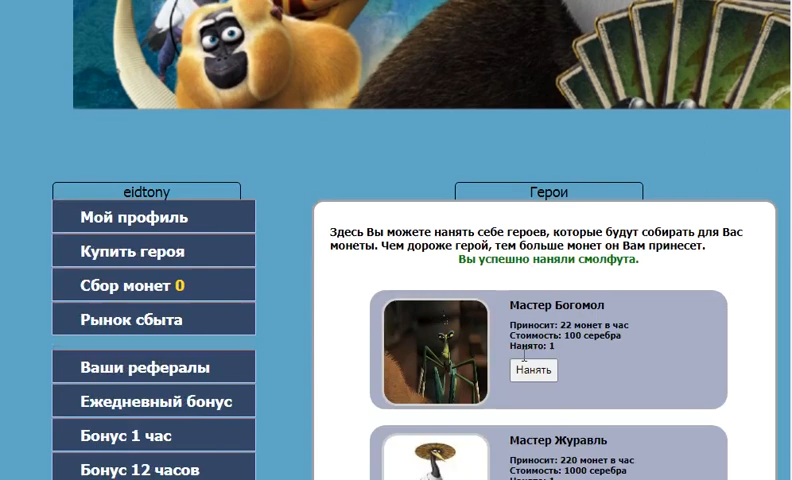 eidtony
Мой профиль
Купить героя
Сбор монет 0
Рынок сбыта
Ваши рефералы
Ежедневный бонус
Бонус 1 час
Бонус 12 часов
Герои
Здесь Вы можете нанять себе героев, которые будут собирать для Вас
монеты. Чем дороже герой, тем больше монет он Вам принесет.
Вы успешно наняли смолфута.
Мастер Богомол
Приносит: 22 монет в час
Стоимость: 100 серебра
Нанято: 1
Нанять
Мастер Журавль
Приносит: 220 монет в час
Стоимость: 1000 серебра
Нанято: 1